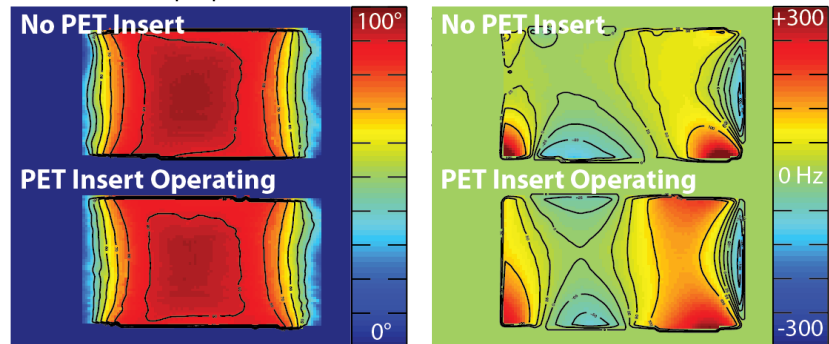 No PET Insert
100°
PET Insert Operating
0°
No PET Insert
+300
0 Hz
PET Insert Operating
-300